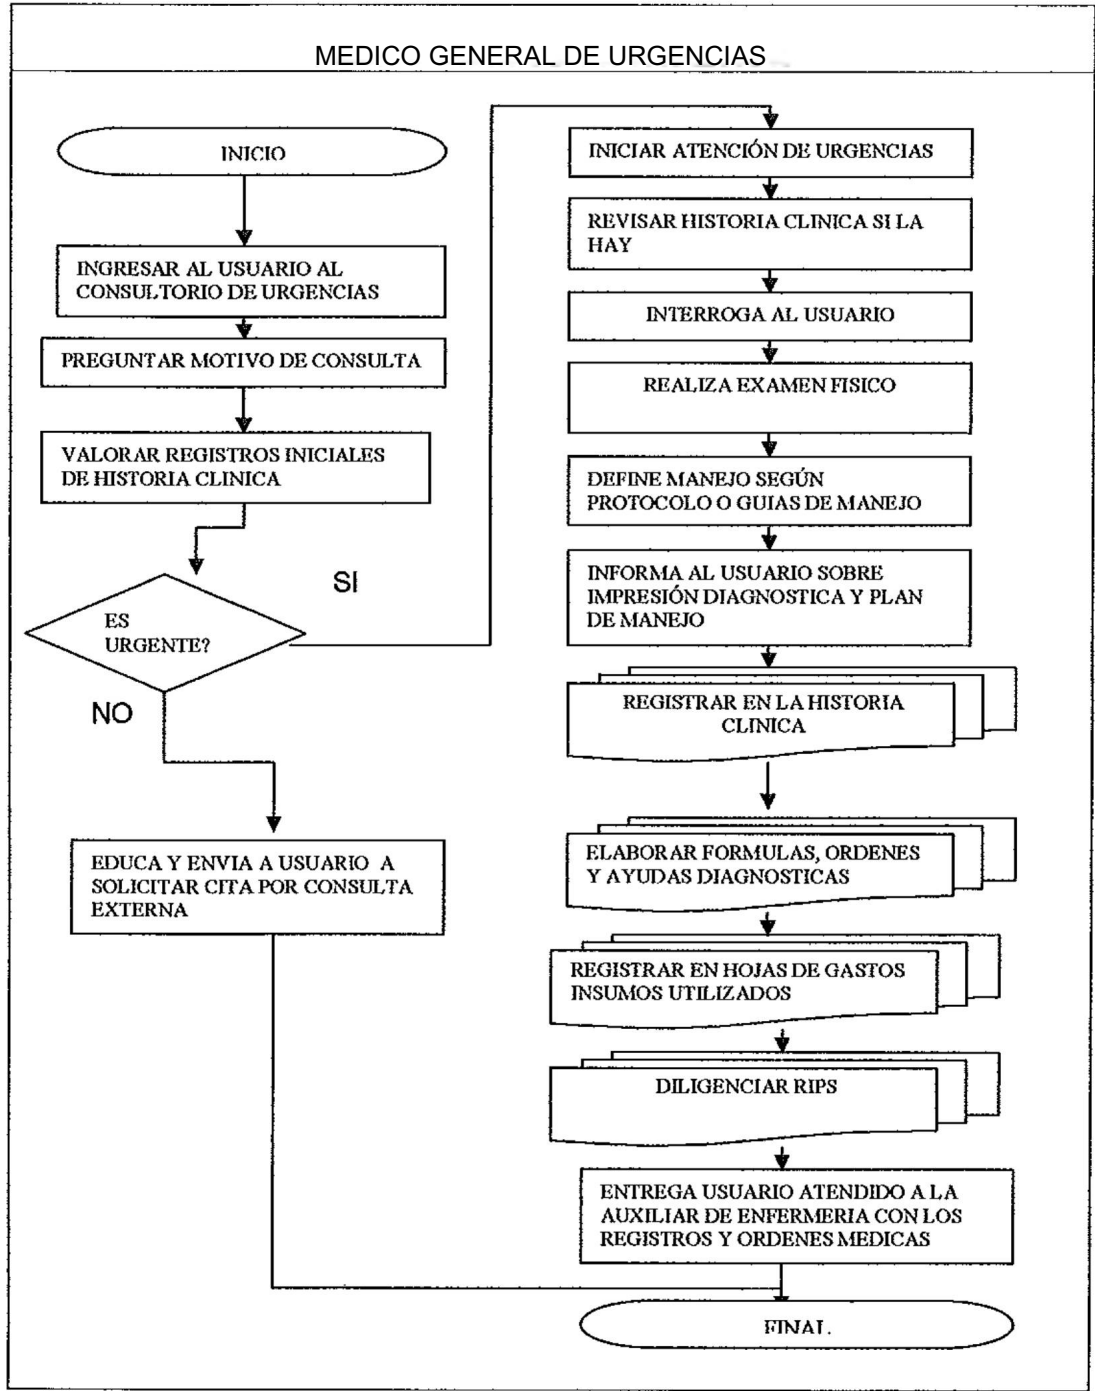 MEDICO GENERAL DE URGENCIAS
INICIO
INGRESAR AL USUARIO AL
CONSULTORIO DE URGENCIAS
PREGUNTAR MOTIVO DE CONSULTA
VALORAR REGISTROS INICIALES
DE HISTORIA CLINICA
ES
URGENTE?
SI
NO
EDUCA Y ENVIA A USUARIO A
SOLICITAR CITA POR CONSULTA
EXTERNA
INICIAR ATENCIÓN DE URGENCIAS
REVISAR HISTORIA CLINICA SI LA
HAY
INTERROGA AL USUARIO
REALIZA EXAMEN FISICO
DEFINE MANEJO SEGÚN
PROTOCOLO O GUIAS DE MANEJO
INFORMA AL USUARIO SOBRE
IMPRESIÓN DIAGNOSTICA Y PLAN
DE MANEJO
REGISTRAR EN LA HISTORIA
CLINICA
ELABORAR FORMULAS, ORDENES
Y AYUDAS DIAGNOSTICAS
REGISTRAR EN HOJAS DE GASTOS
INSUMOS UTILIZADOS
DILIGENCIAR RIPS
ENTREGA USUARIO ATENDIDO A LA
AUXILIAR DE ENFERMERIA CON LOS
REGISTROS Y ORDENES MEDICAS
FINAL